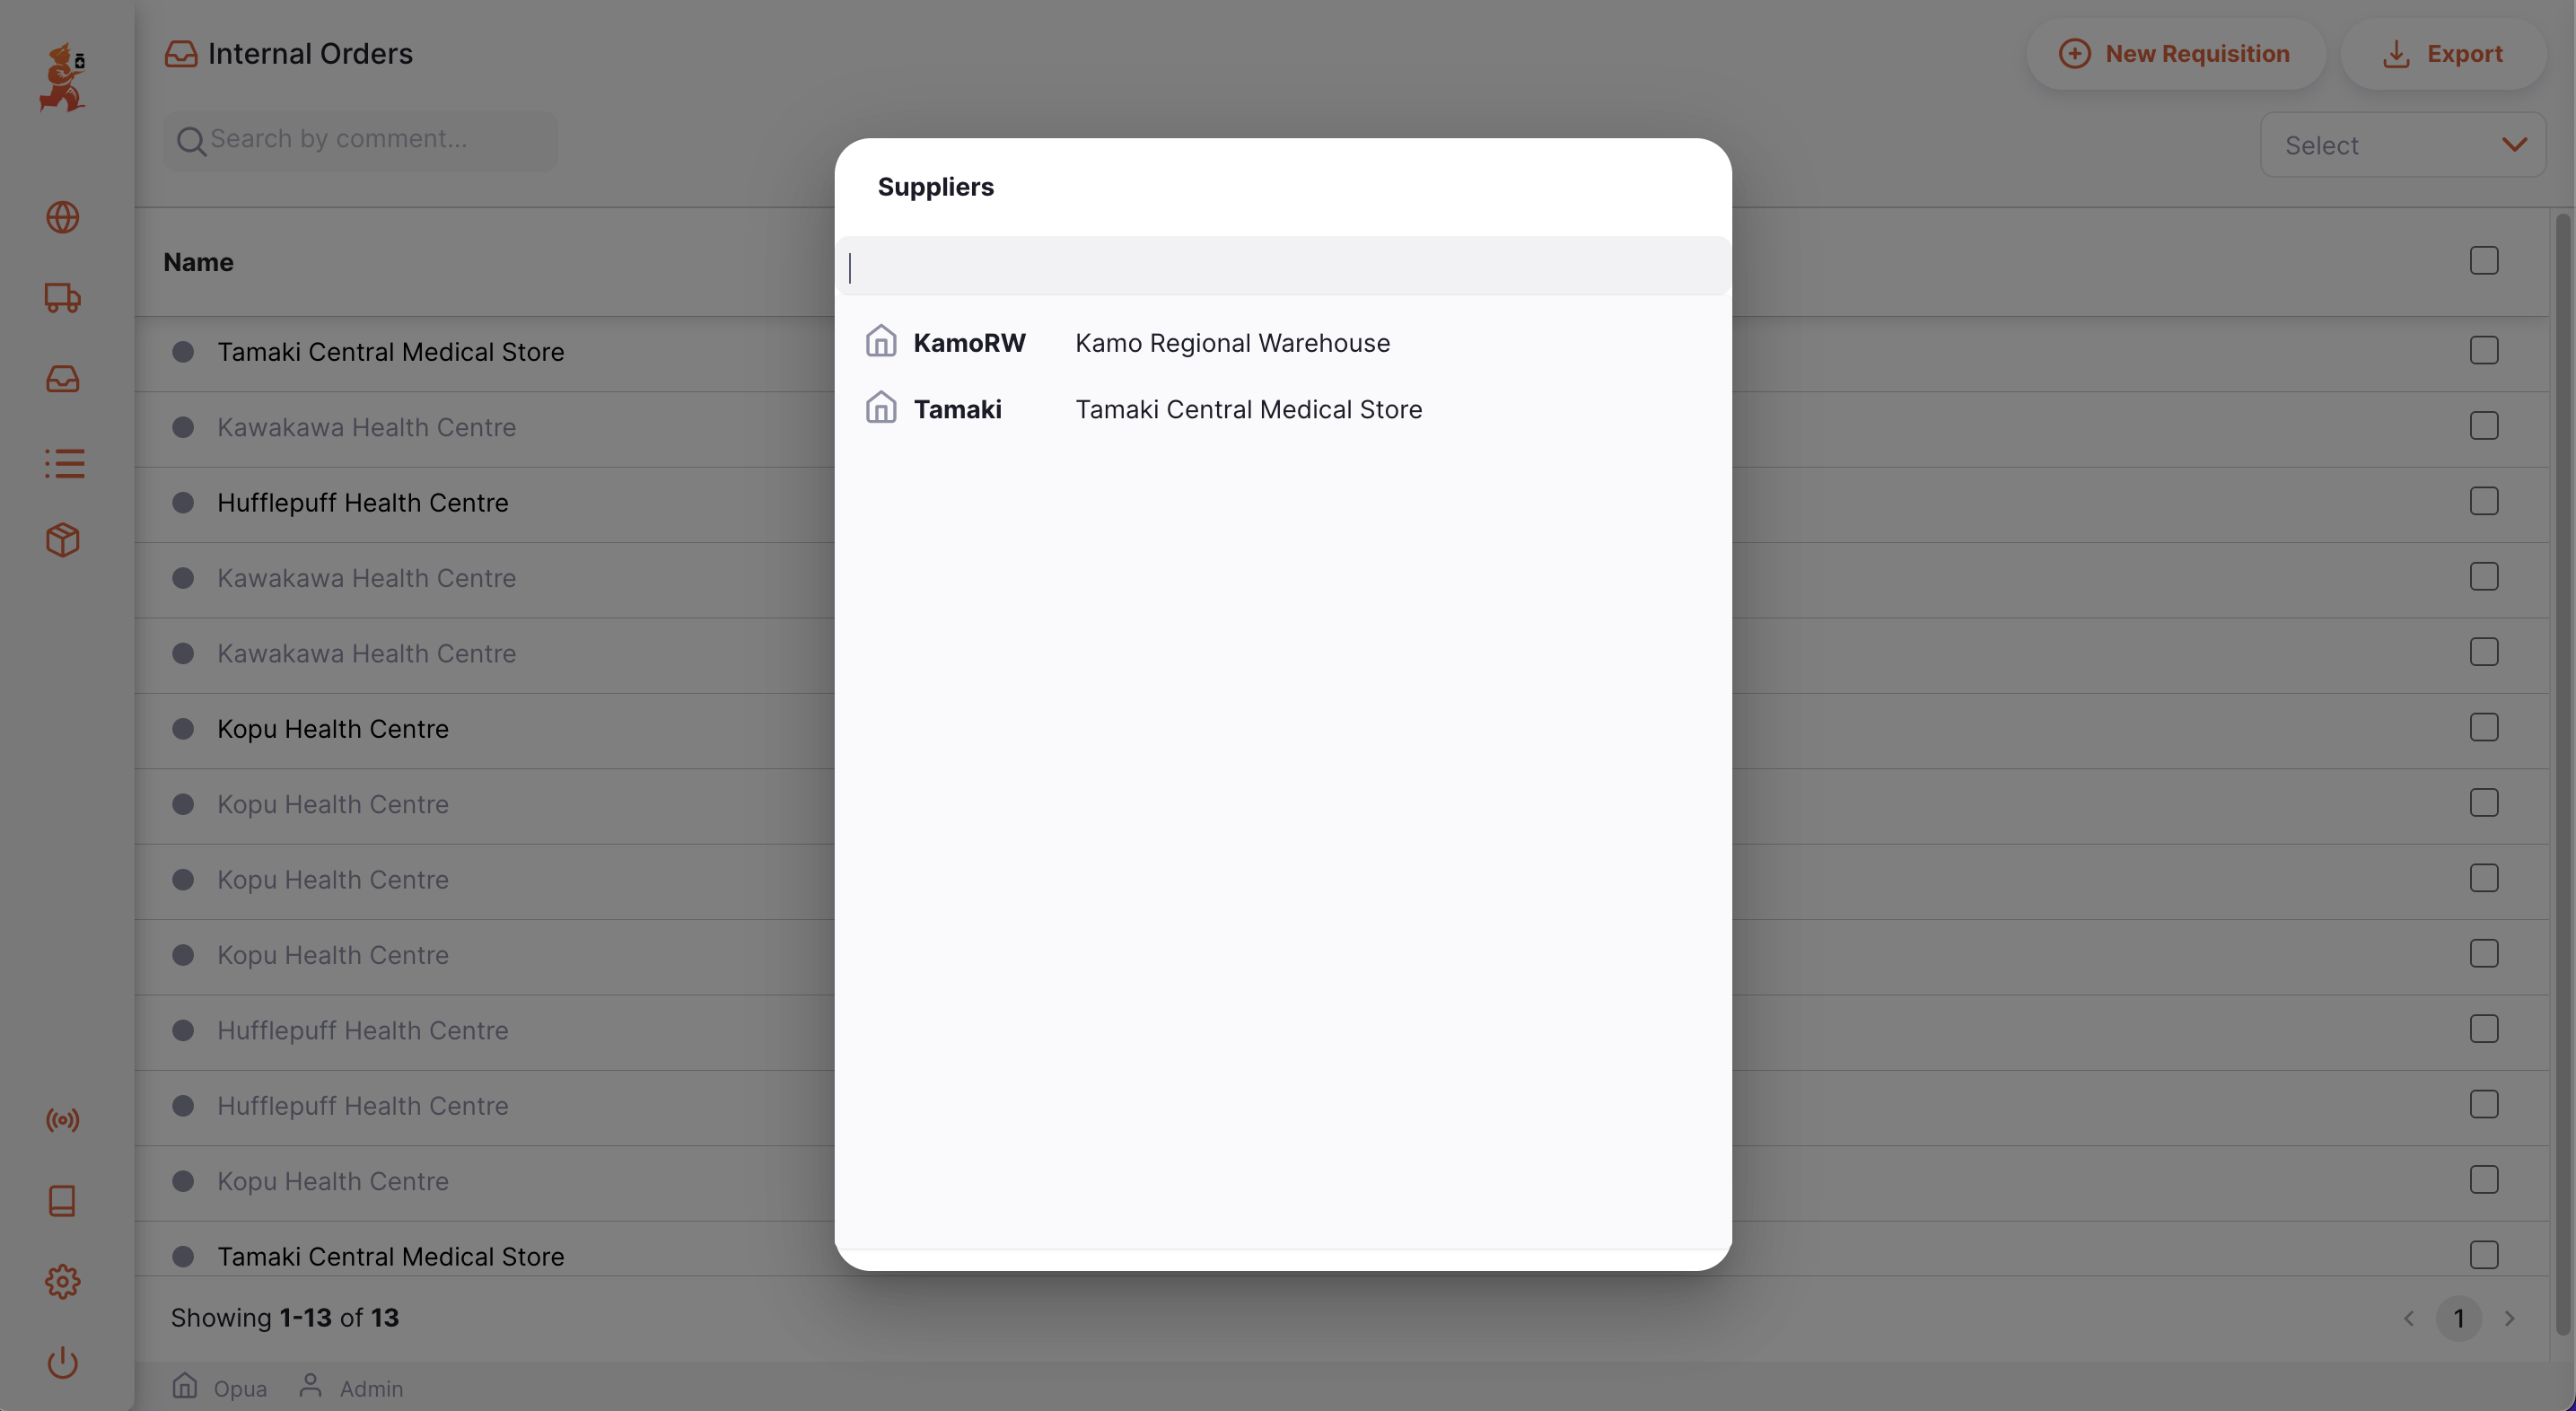 Internal Orders
New Requisition
Export
Search by comment...
Select
Name
Tamaki Central Medical Store
Kawakawa Health Centre
Hufflepuff Health Centre
Kawakawa Health Centre
Kawakawa Health Centre
Kopu Health Centre
Kopu Health Centre
Kopu Health Centre
Kopu Health Centre
Hufflepuff Health Centre
Hufflepuff Health Centre
Kopu Health Centre
Tamaki Central Medical Store
Suppliers
KamoRW Kamo Regional Warehouse
Tamaki Tamaki Central Medical Store
Showing 1-13 of 13
1
Opua Admin